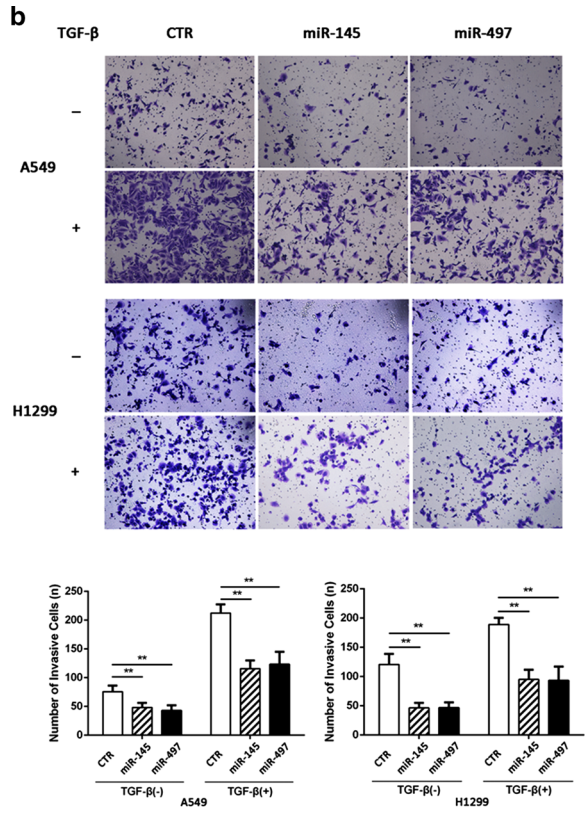 b
TGF-β CTR miR-145 miR-497
–
A549
+
–
H1299
+
Number of Invasive Cells (n)
250
200
150
100
50
0
**
**
**
**
CTR miR-145 miR-497 CTR miR-145 miR-497
TGF-β(-) TGF-β(+)
A549
Number of Invasive Cells (n)
250
200
150
100
50
0
**
**
**
**
CTR miR-145 miR-497 CTR miR-145 miR-497
TGF-β(-) TGF-β(+)
H1299